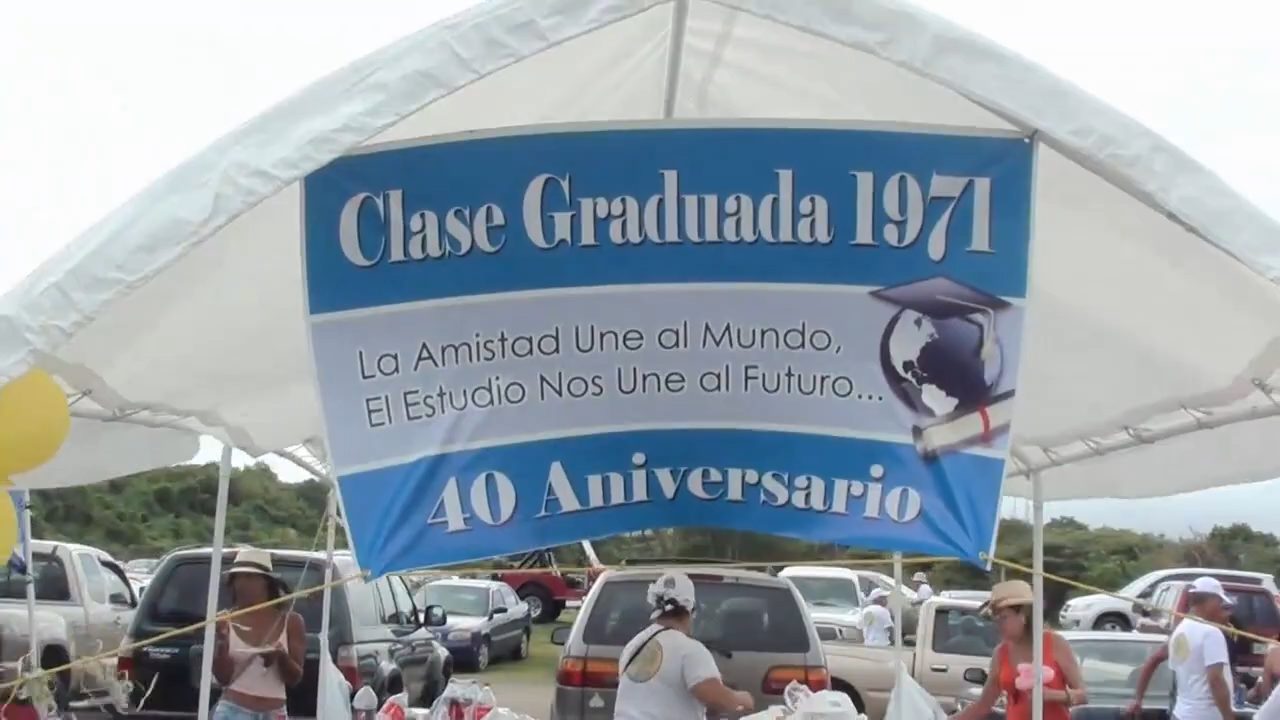 Clase Graduada 1971
La Amistad Une al Mundo,
El Estudio Nos Une al Futuro...
40 Aniversario